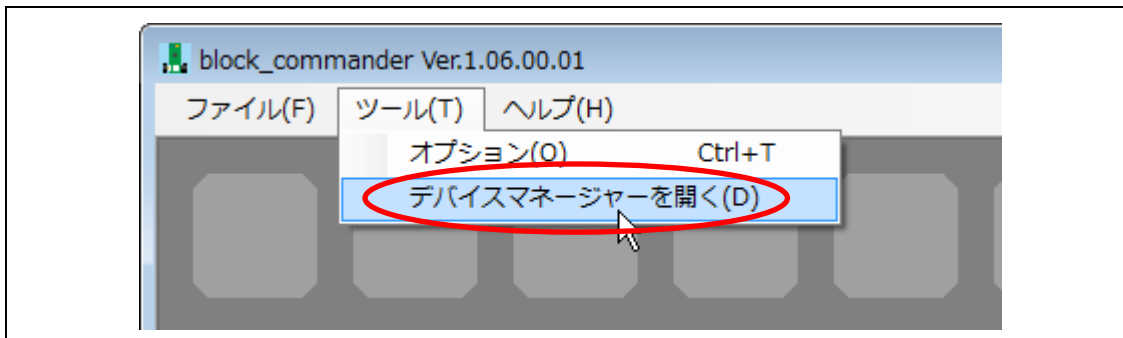 block_commander Ver.1.06.00.01
ファイル(F) ツール(T) ヘルプ(H)
オプション(O) Ctrl+T
デバイスマネージャーを開く(D)